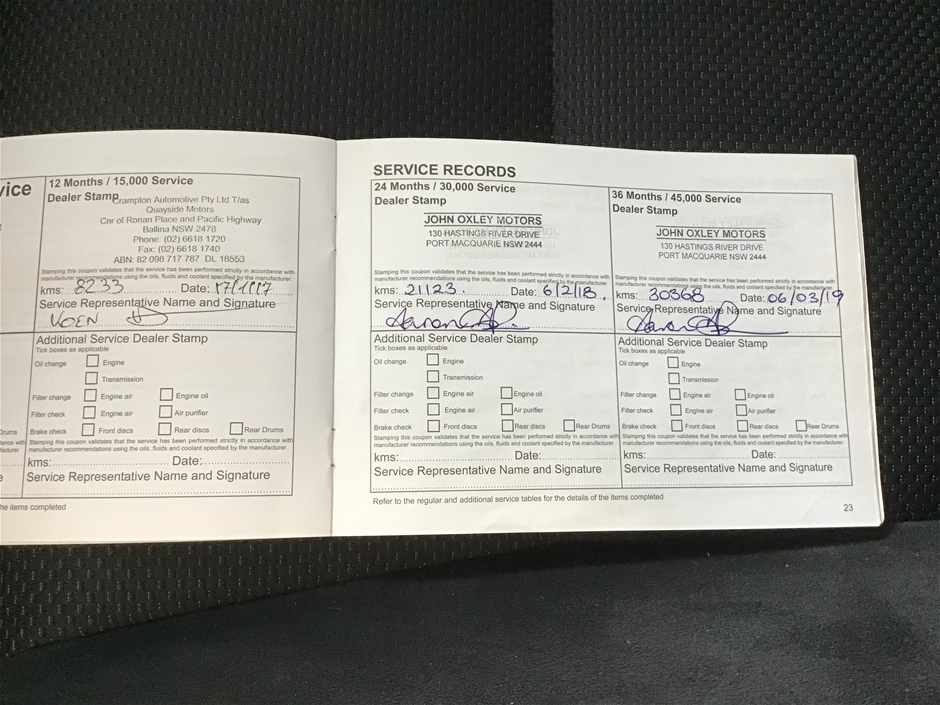 vice
12 Months / 15,000 Service
Dealer Stamp
Crampton Automotive Pty Ltd T/as
Quayside Motors
Cnr of Ronan Place and Pacific Highway
Ballina NSW 2478
Phone: (02) 6618 1720
Fax: (02) 6618 1740
ABN: 82 098 717 787 DL 18553
Stamping this coupon validates that the service has been performed strictly in accordance with
manufacturer recommendations using the oils, fluids and coolant specified by the manufacturer
kms: 8233 Date:
Service Representative Name and Signature
KOEN
Additional Service Dealer Stamp
Tick boxes as applicable
Oil change Engine
Transmission
Filter change Engine air Engine oil
Filter check Engine air Air purifier
Drums Brake check Front discs Rear discs Rear Drums
Stamping this coupon validates that the service has been performed strictly in accordance with
manufacturer recommendations using the oils, fluids and coolant specified by the manufacturer
kms: Date:
Service Representative Name and Signature
he items completed
SERVICE RECORDS
24 Months / 30,000 Service
Dealer Stamp
JOHN OXLEY MOTORS
130 HASTINGS RIVER DRIVE
PORT MACQUARIE NSW 2444
Stamping this coupon validates that the service has been performed strictly in accordance with
manufacturer recommendations using the oils, fluids and coolant specified by the manufacturer
kms: 21123. Date: 6/2/18.
Service Representative Name and Signature
Aaron
Additional Service Dealer Stamp
Tick boxes as applicable
Oil change Engine
Transmission
Filter change Engine air Engine oil
Filter check Engine air Air purifier
Brake check Front discs Rear discs Rear Drums
Stamping this coupon validates that the service has been performed strictly in accordance with
manufacturer recommendations using the oils, fluids and coolant specified by the manufacturer
kms: Date:
Service Representative Name and Signature
36 Months / 45,000 Service
Dealer Stamp
JOHN OXLEY MOTORS
130 HASTINGS RIVER DRIVE
PORT MACQUARIE NSW 2444
Stamping this coupon validates that the service has been performed strictly in accordance with
manufacturer recommendations using the oils, fluids and coolant specified by the manufacturer
kms: 30368 Date: 06/03/19
Service Representative Name and Signature
Aaron
Additional Service Dealer Stamp
Tick boxes as applicable
Oil change Engine
Transmission
Filter change Engine air Engine oil
Filter check Engine air Air purifier
Brake check Front discs Rear discs Rear Drums
Stamping this coupon validates that the service has been performed strictly in accordance with
manufacturer recommendations using the oils, fluids and coolant specified by the manufacturer
kms: Date:
Service Representative Name and Signature
Refer to the regular and additional service tables for the details of the items completed
23